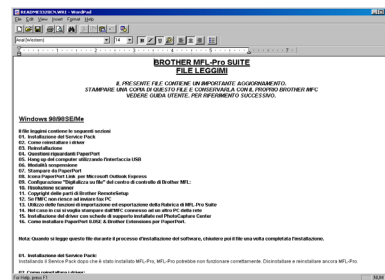 README3320CN.WRI - WordPad
File Edit View Insert Format Help
Arial (Western) 14
BROTHER MFL-Pro SUITE
FILE LEGGIMI
IL PRESENTE FILE CONTIENE UN IMPORTANTE AGGIORNAMENTO.
STAMPARE UNA COPIA DI QUESTO FILE E CONSERVARLA CON IL PROPRIO BROTHER MFC
VEDERE GUIDA UTENTE, PER RIFERIMENTO SUCCESSIVO.
Windows 98/98SE/Me
Il file leggimi contiene le seguenti sezioni
01. Installazione del Service Pack
02. Come reinstallare i driver
03. Reinstallazione
04. Questioni riguardanti PaperPort
05. Hang up del computer utilizzando l'interfaccia USB
06. Modalità sospensione
07. Stampare da PaperPort
08. Icona PaperPort Link per Microsoft Outlook Express
09. Configurazione "Digitalizza su file" del centro di controllo di Brother MFL:
10. Risoluzione scanner
11. Copyright delle parti di Brother RemoteSetup
12. Se l'MFC non riesce ad inviare fax PC
13. Utilizzo delle funzioni di importazione ed esportazione della Rubrica di MFL-Pro Suite
14. Nel caso in cui si voglia stampare dall'MFC connesso ad un altro PC della rete
15. Installazione del driver con schede di supporto installate nel PhotoCapture Center
16. Come installare PaperPort 8.0SE & Brother Extensions per PaperPort.
Nota: Quando si legge questo file durante il processo d'installazione del software, chiudere poi il file una volta completata l'installazione.
01. Installazione del Service Pack:
Installando il Service Pack dopo che è stato installato MFL-Pro, MFL-Pro potrebbe non funzionare correttamente. Disinstallare e reinstallare ancora MFL-Pro.
02. Come reinstallare i driver:
For Help, press F1
NUM